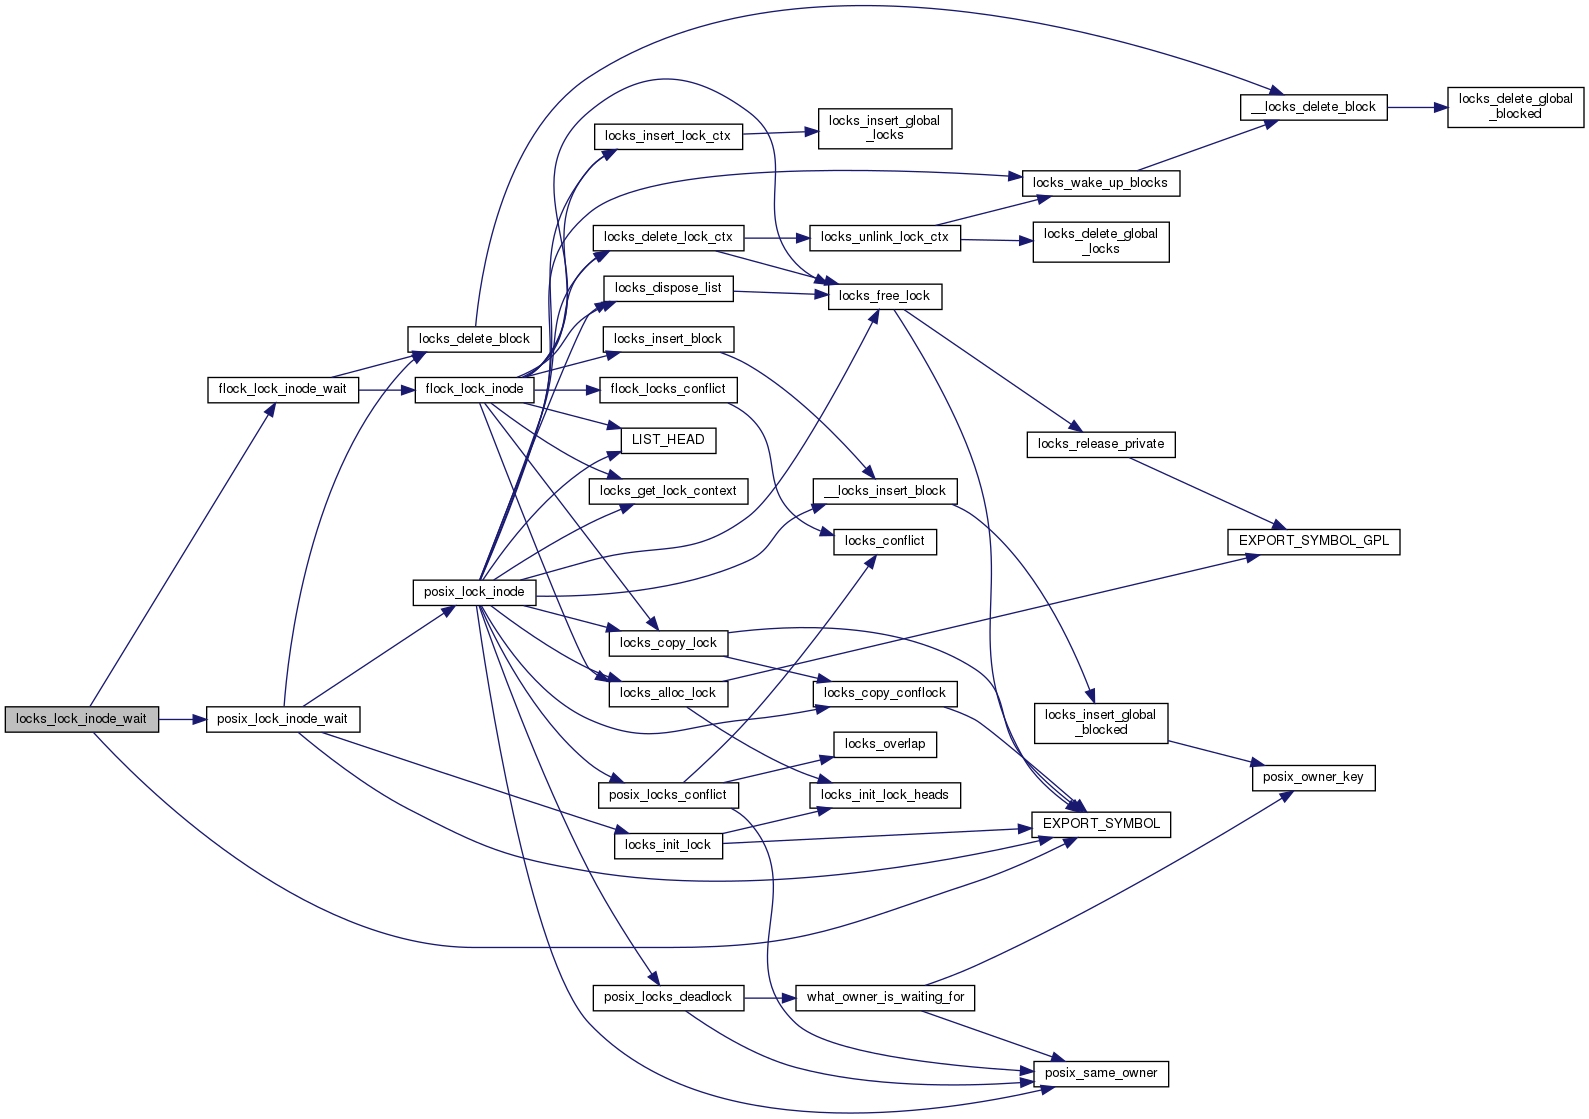 locks_lock_inode_wait
flock_lock_inode_wait
posix_lock_inode_wait
locks_delete_block
flock_lock_inode
posix_lock_inode
locks_insert_lock_ctx
locks_delete_lock_ctx
locks_dispose_list
locks_insert_block
flock_locks_conflict
LIST_HEAD
locks_get_lock_context
locks_copy_lock
locks_alloc_lock
posix_locks_conflict
locks_init_lock
posix_locks_deadlock
locks_insert_global
_locks
locks_unlink_lock_ctx
locks_free_lock
__locks_insert_block
locks_conflict
locks_copy_conflock
locks_overlap
locks_init_lock_heads
what_owner_is_waiting_for
locks_wake_up_blocks
locks_delete_global
_locks
locks_release_private
locks_insert_global
_blocked
EXPORT_SYMBOL
posix_same_owner
__locks_delete_block
EXPORT_SYMBOL_GPL
posix_owner_key
locks_delete_global
_blocked